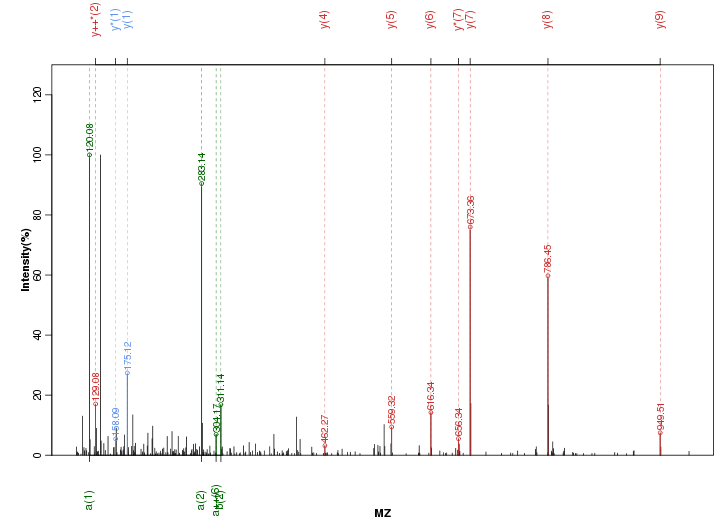 y++*(2)
y*(1)
y(1)
y(4)
y(5)
y(6)
y*(7)
y(7)
y(8)
y(9)
Intensity(%)
0
20
40
60
80
100
120
120.08
129.08
158.09
175.12
283.14
304.17
311.14
462.27
559.32
616.34
656.34
673.36
786.45
949.51
a(1)
a(2)
a++(6)
b(2)
MZ